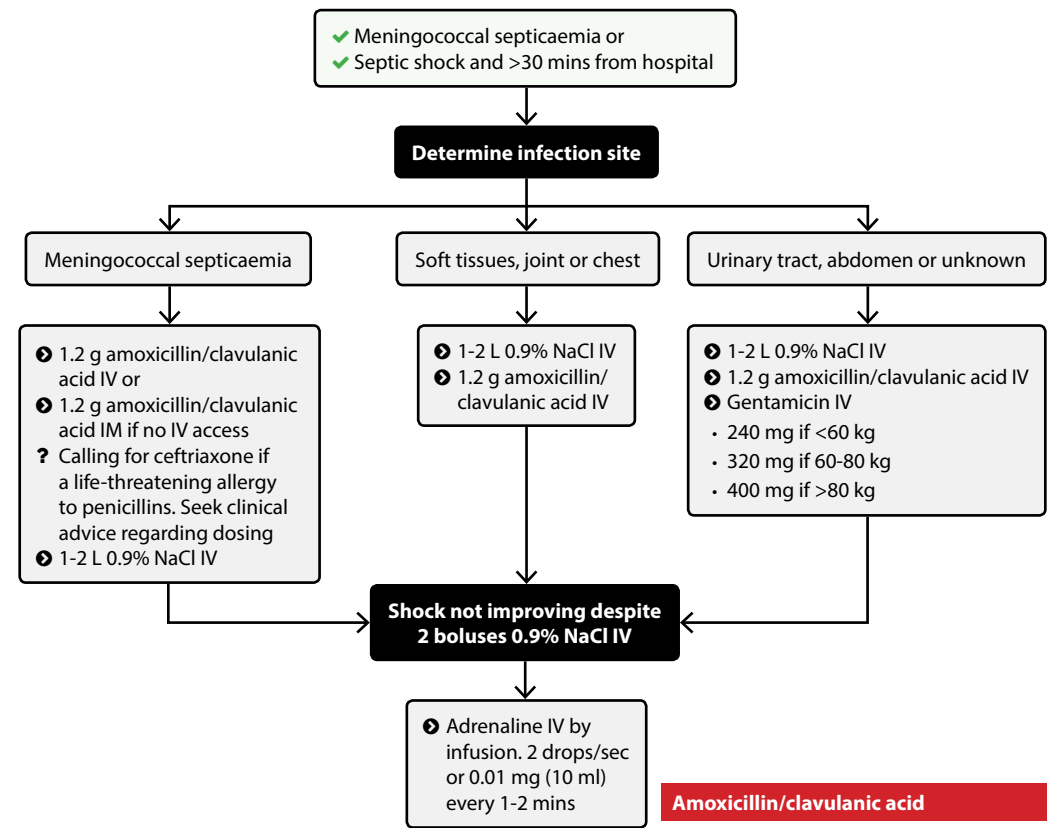 ✔ Meningococcal septicaemia or
✔ Septic shock and >30 mins from hospital
Determine infection site
Meningococcal septicaemia
Soft tissues, joint or chest
Urinary tract, abdomen or unknown
1.2 g amoxicillin/clavulanic
acid IV or
1.2 g amoxicillin/clavulanic
acid IM if no IV access
? Calling for ceftriaxone if
a life-threatening allergy
to penicillins. Seek clinical
advice regarding dosing
1-2 L 0.9% NaCl IV
1-2 L 0.9% NaCl IV
1.2 g amoxicillin/
clavulanic acid IV
1-2 L 0.9% NaCl IV
1.2 g amoxicillin/clavulanic acid IV
Gentamicin IV
• 240 mg if <60 kg
• 320 mg if 60-80 kg
• 400 mg if >80 kg
Shock not improving despite
2 boluses 0.9% NaCl IV
Adrenaline IV by
infusion. 2 drops/sec
or 0.01 mg (10 ml)
every 1-2 mins
Amoxicillin/clavulanic acid